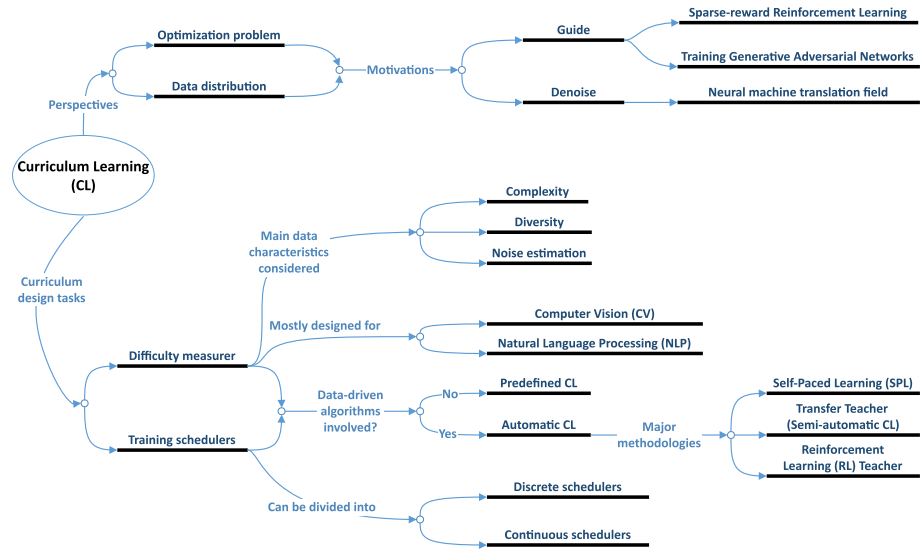 Sparse-reward Reinforcement Learning
Optimization problem
Guide
Motivations
Training Generative Adversarial Networks
Data distribution
Denoise
Neural machine translation field
Perspectives
Curriculum Learning
(CL)
Complexity
Main data
characteristics
considered
Diversity
Noise estimation
Curriculum
design tasks
Mostly designed for
Computer Vision (CV)
Natural Language Processing (NLP)
Difficulty measurer
Data-driven
algorithms
involved?
No
Predefined CL
Yes
Automatic CL
Major
methodologies
Self-Paced Learning (SPL)
Transfer Teacher
(Semi-automatic CL)
Reinforcement
Learning (RL) Teacher
Training schedulers
Can be divided into
Discrete schedulers
Continuous schedulers